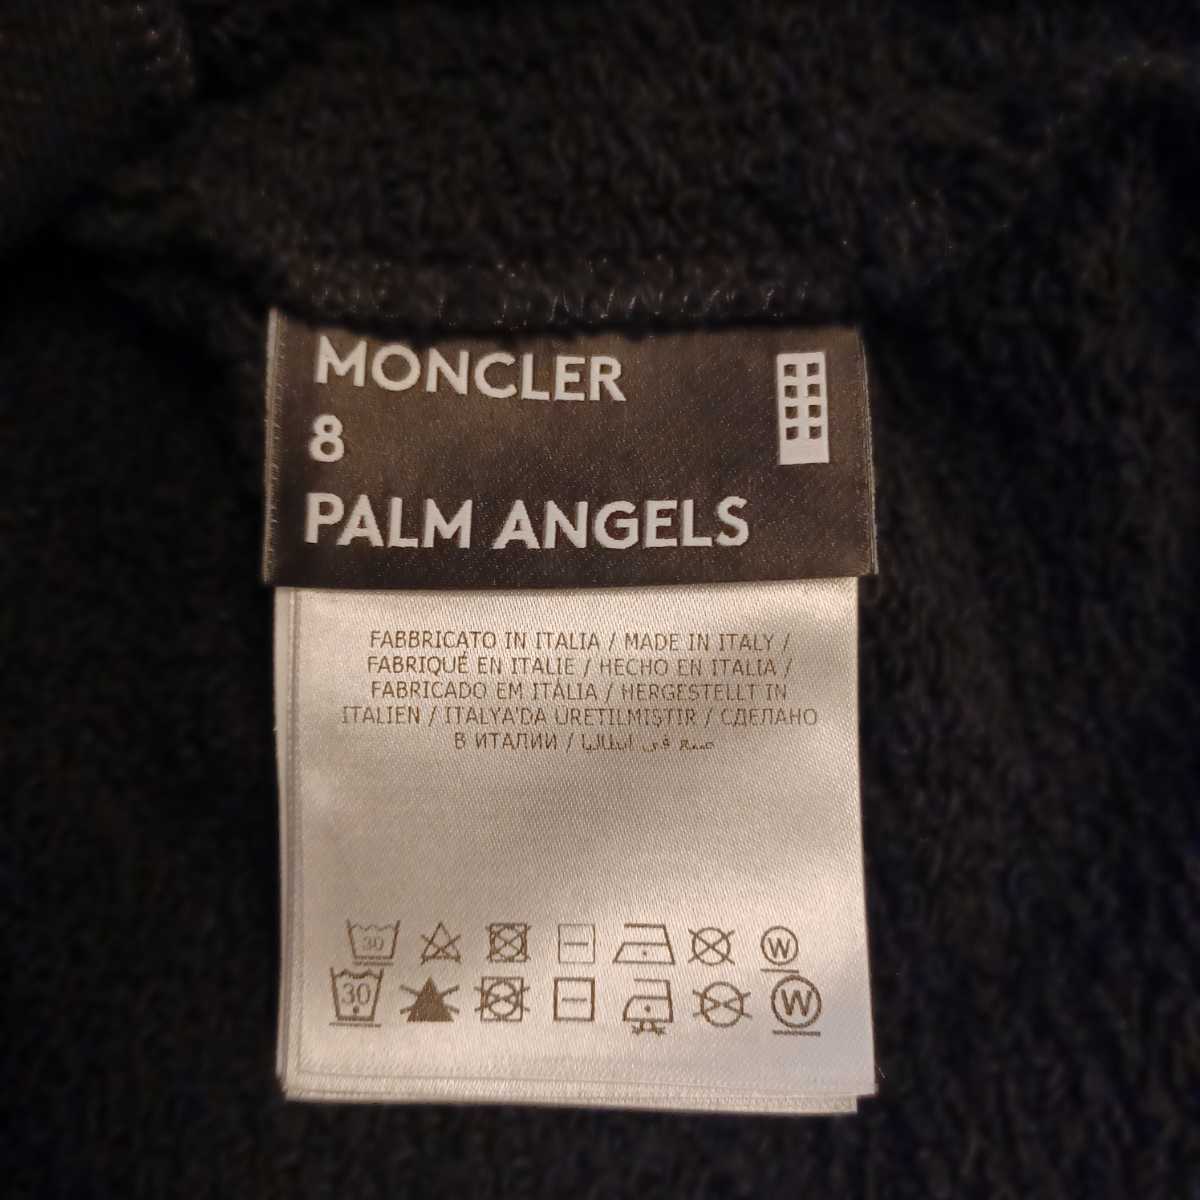 MONCLER
8
PALM ANGELS
FABBRICATO IN ITALIA / MADE IN ITALY /
FABRIQUÉ EN ITALIE / HECHO EN ITALIA /
FABRICADO EM ITÁLIA / HERGESTELLT IN
ITALIEN / ITALYA'DA ÜRETILMIŞTIR / СДЕЛАНО
В ИТАЛИИ / صنع في ايطاليا
30 W
30 W